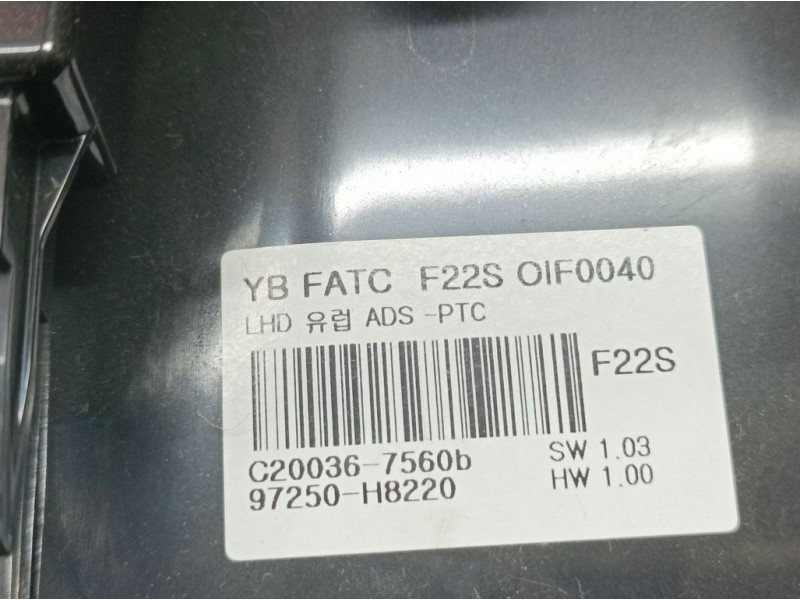 YB FATC F22S OIF0040
LHD 유럽 ADS -PTC
F22S
C20036-7560b
SW 1.03
97250-H8220
HW 1.00